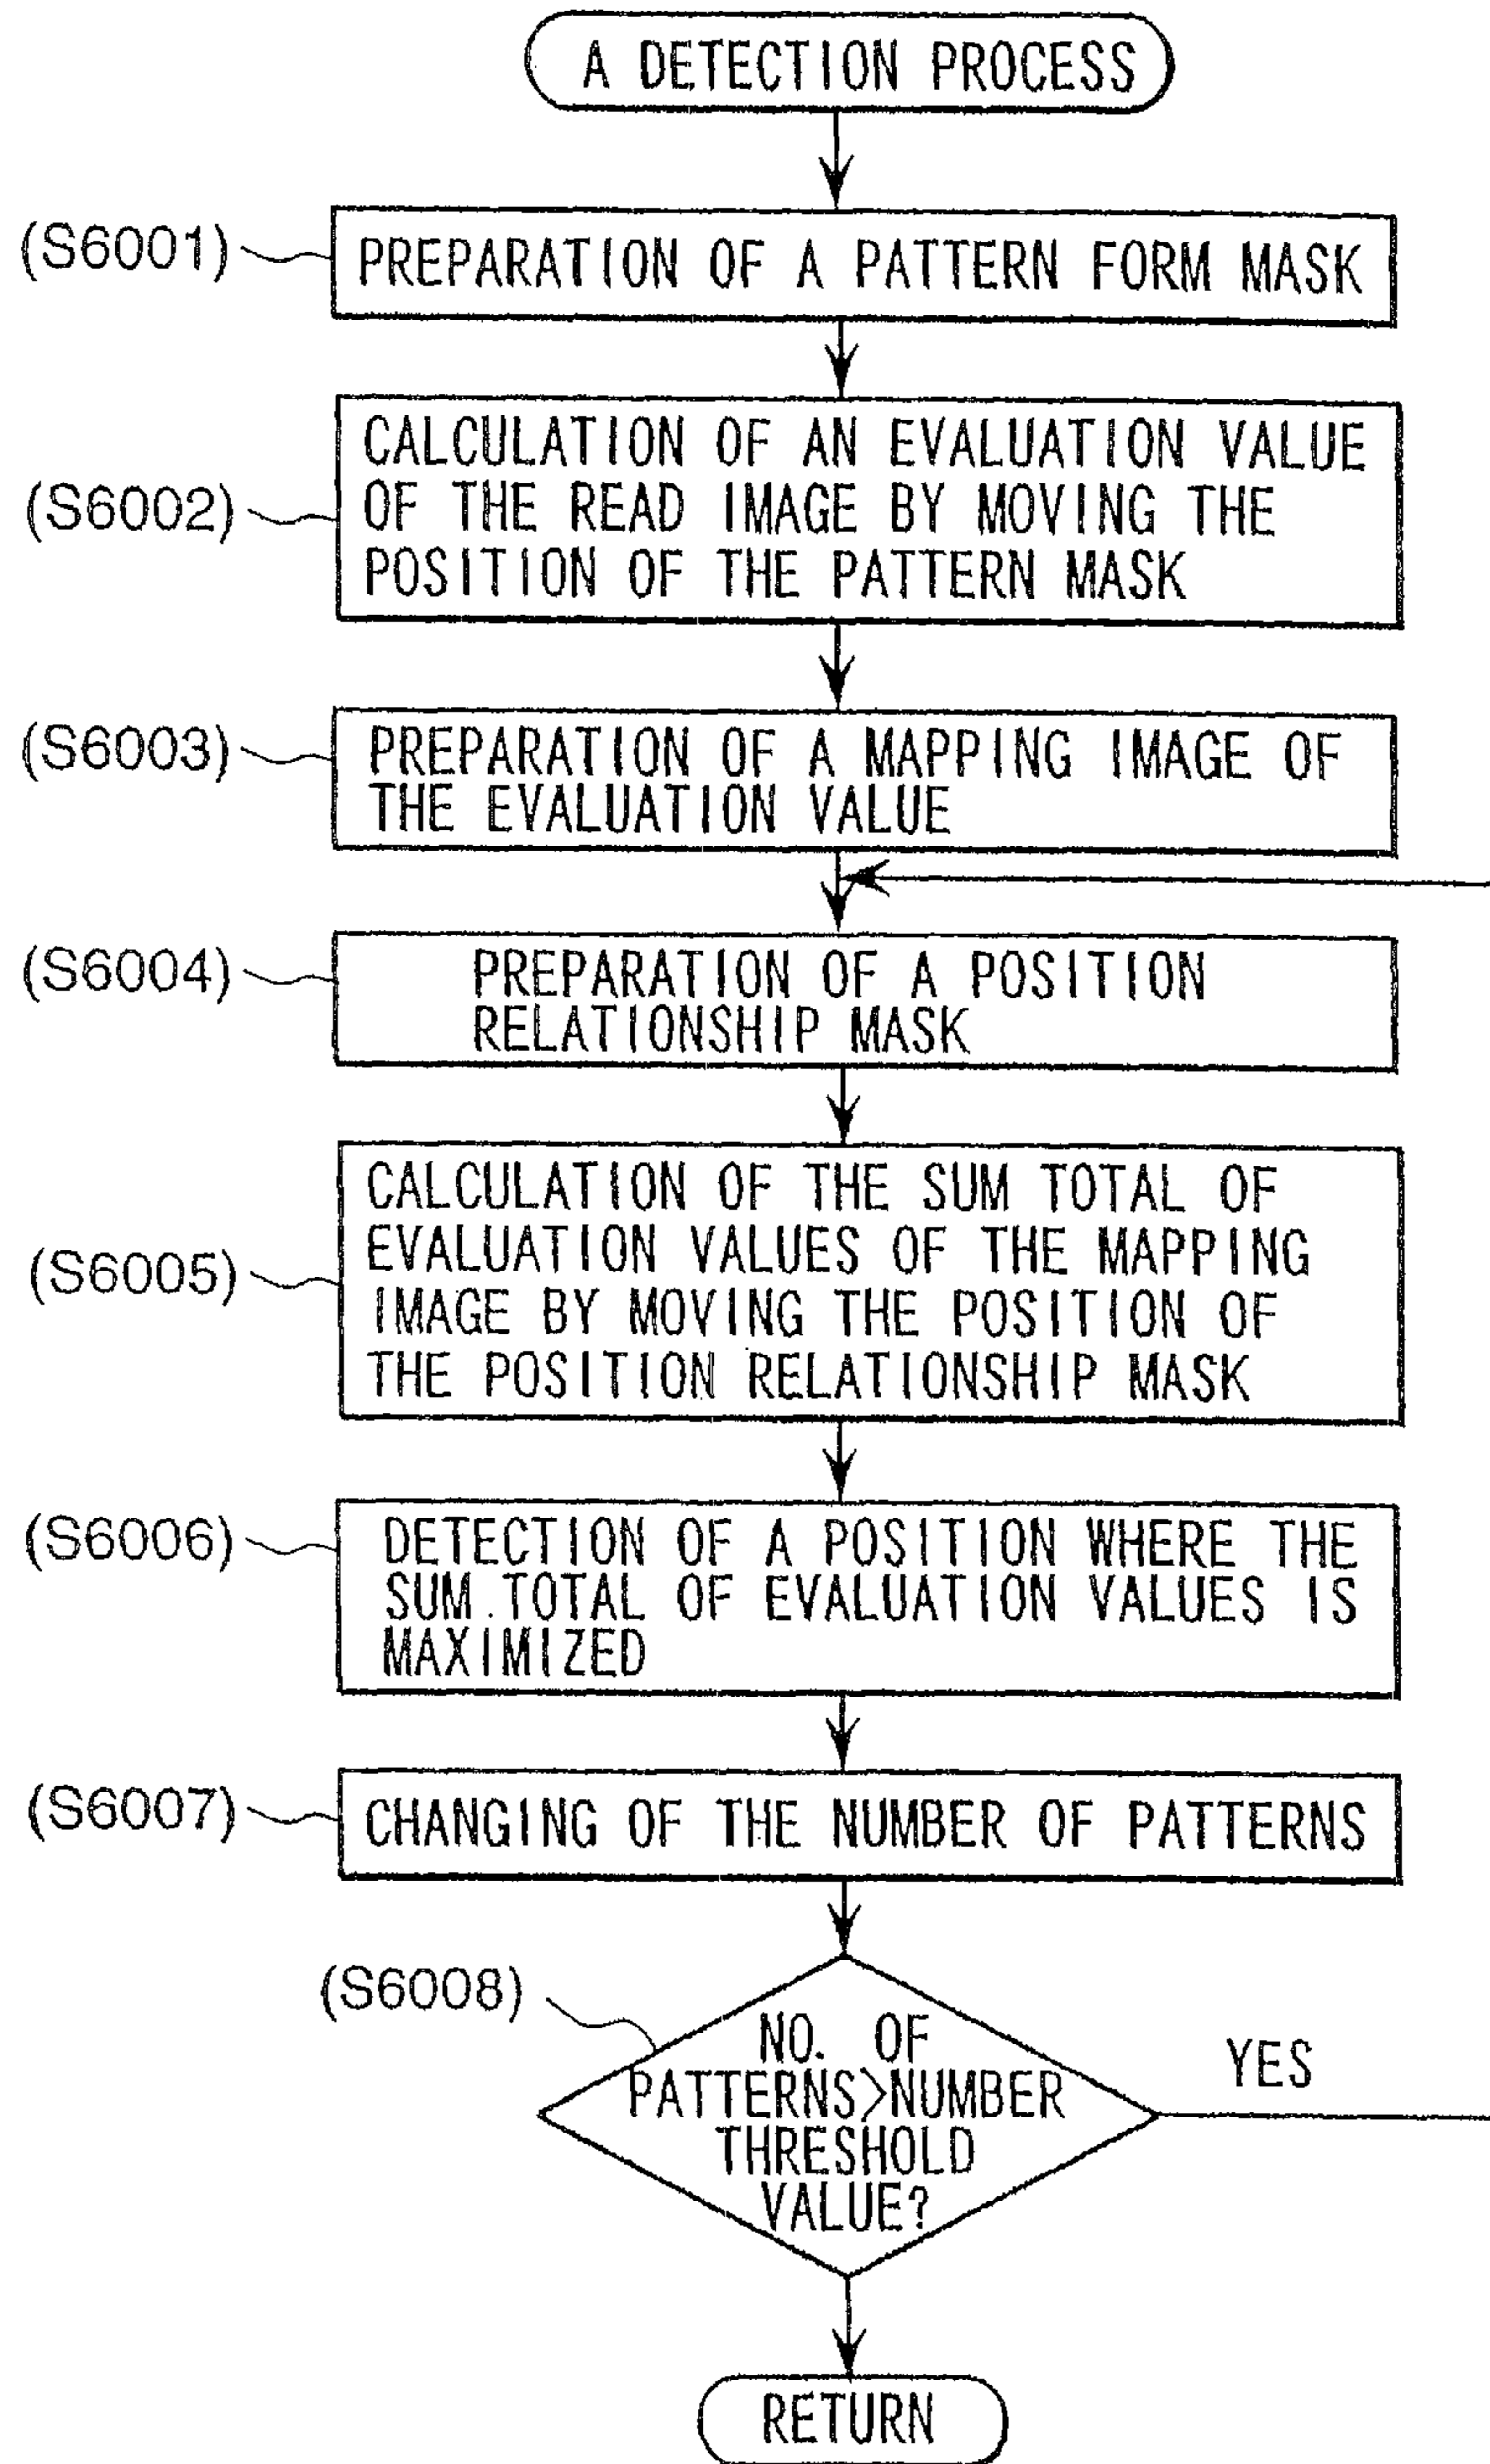 A DETECTION PROCESS
(S6001)
PREPARATION OF A PATTERN FORM MASK
(S6002)
CALCULATION OF AN EVALUATION VALUE
OF THE READ IMAGE BY MOVING THE
POSITION OF THE PATTERN MASK
(S6003)
PREPARATION OF A MAPPING IMAGE OF
THE EVALUATION VALUE
(S6004)
PREPARATION OF A POSITION
RELATIONSHIP MASK
(S6005)
CALCULATION OF THE SUM TOTAL OF
EVALUATION VALUES OF THE MAPPING
IMAGE BY MOVING THE POSITION OF
THE POSITION RELATIONSHIP MASK
(S6006)
DETECTION OF A POSITION WHERE THE
SUM TOTAL OF EVALUATION VALUES IS
MAXIMIZED
(S6007)
CHANGING OF THE NUMBER OF PATTERNS
(S6008)
NO. OF
PATTERNS>NUMBER
THRESHOLD
VALUE?
YES
RETURN